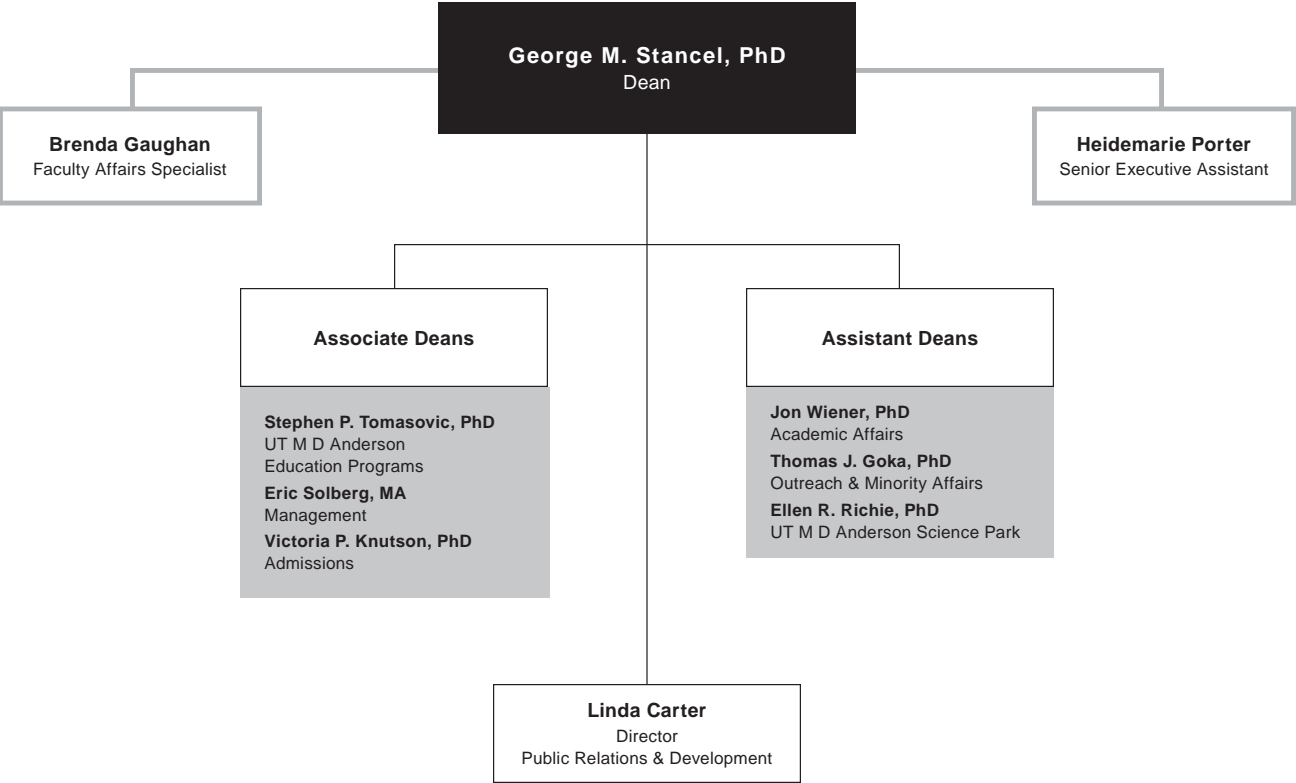 George M. Stancel, PhD
Dean
Brenda Gaughan
Faculty Affairs Specialist
Heidemarie Porter
Senior Executive Assistant
Associate Deans
Stephen P. Tomasovic, PhD
UT M D Anderson
Education Programs
Eric Solberg, MA
Management
Victoria P. Knutson, PhD
Admissions
Assistant Deans
Jon Wiener, PhD
Academic Affairs
Thomas J. Goka, PhD
Outreach & Minority Affairs
Ellen R. Richie, PhD
UT M D Anderson Science Park
Linda Carter
Director
Public Relations & Development